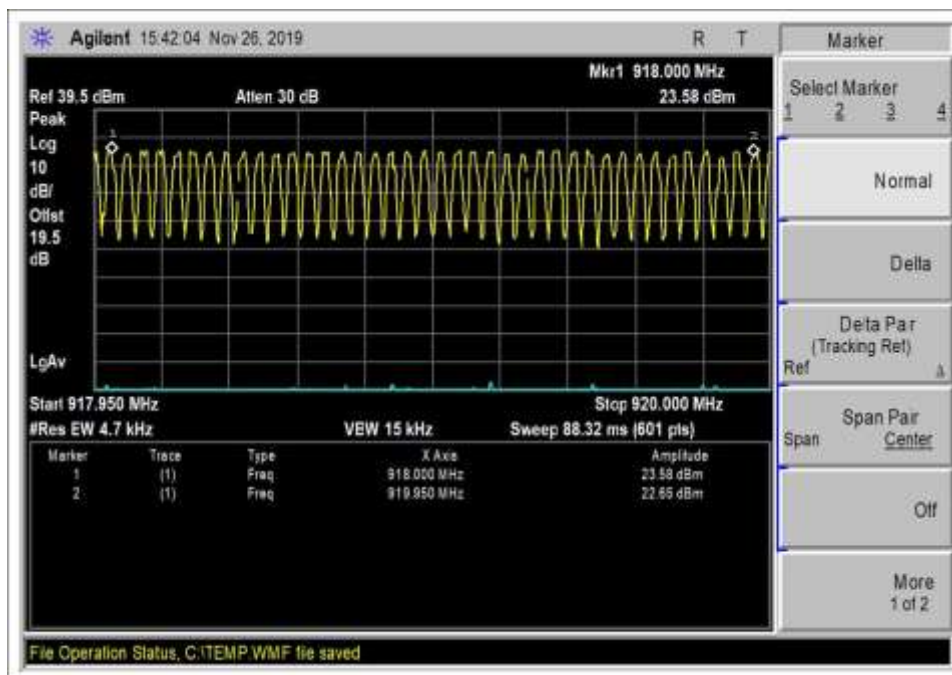 Agilent 15:42:04 Nov 26, 2019 R T
Mkr1 918.000 MHz
Ref 39.5 dBm Atten 30 dB 23.58 dBm
Peak
Log
10
dB/
Offst
19.5
dB
1 2
LgAv
Start 917.950 MHz Stop 920.000 MHz
#Res BW 4.7 kHz VBW 15 kHz Sweep 88.32 ms (601 pts)
Marker Trace Type X Axis Amplitude
1 (1) Freq 918.000 MHz 23.58 dBm
2 (1) Freq 919.950 MHz 22.65 dBm
File Operation Status, C:\TEMP.WMF file saved
Marker
Select Marker
1 2 3 4
Normal
Delta
Delta Par
(Tracking Ref)
Ref Δ
Span Pair
Span Center
Off
More
1 of 2